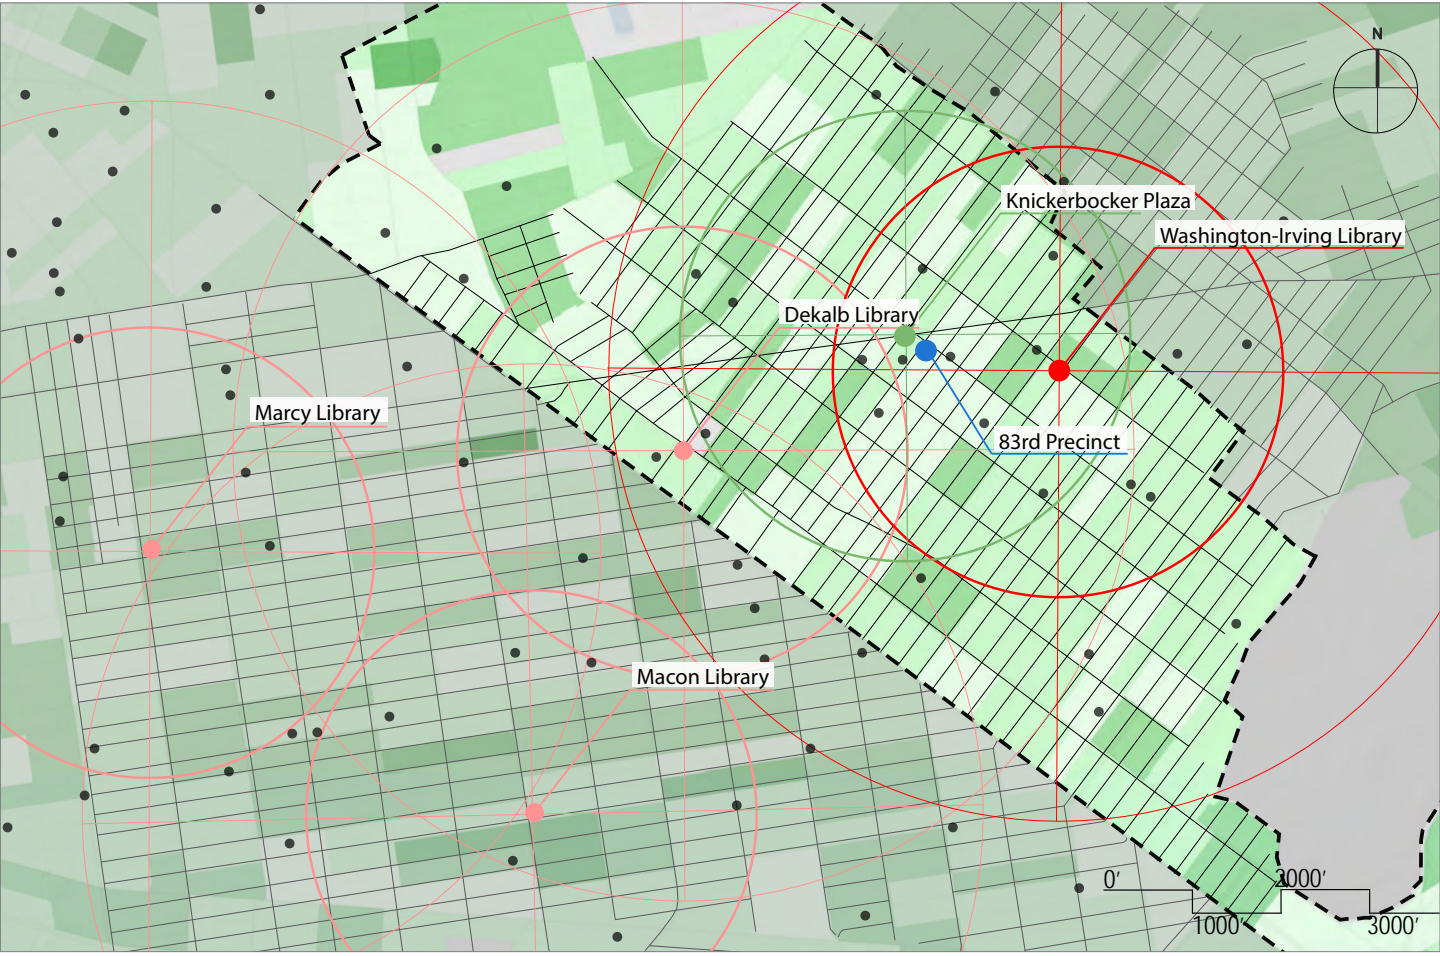 N
Knickerbocker Plaza
Washington-Irving Library
Dekalb Library
Marcy Library
83rd Precinct
Macon Library
0′
2000′
1000′
3000′